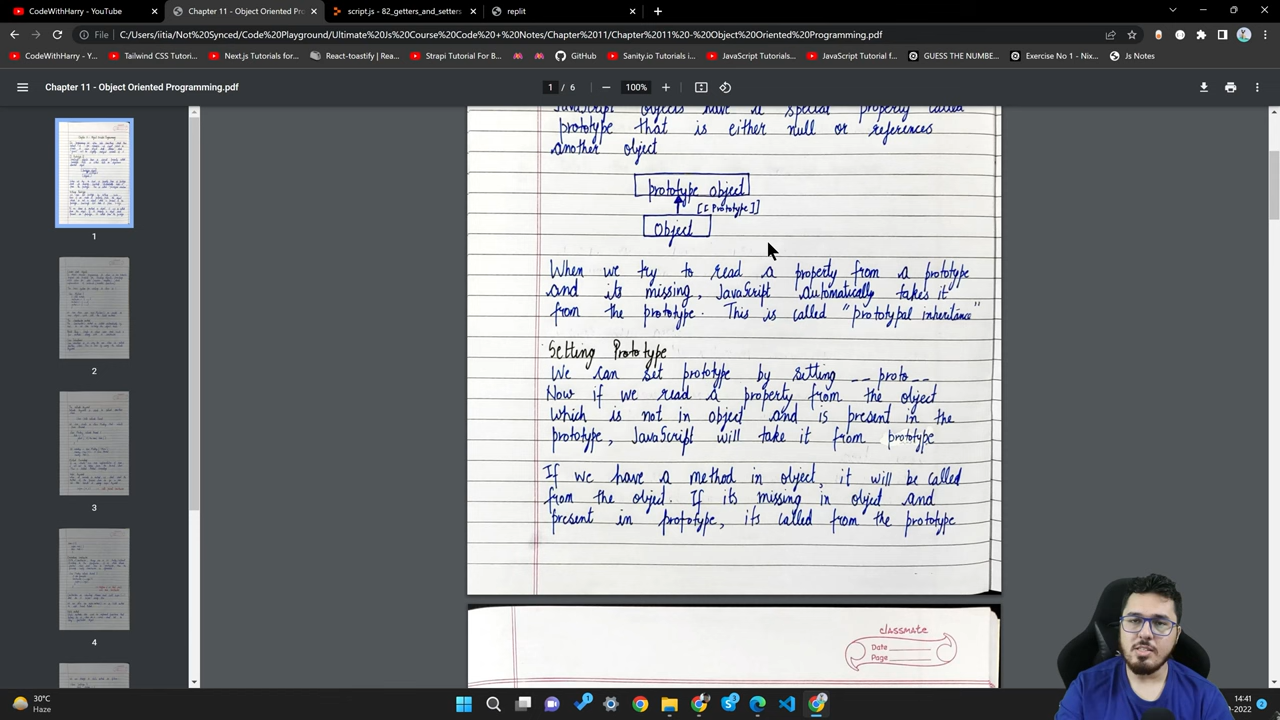 CodeWithHarry - YouTube
Chapter 11 - Object Oriented Pro
script.js - 82_getters_and_setters
replit
File
C:/Users/iitia/Not%20Synced/Code%20Playground/Ultimate%20Js%20Course%20Code%20+%20Notes/Chapter%2011/Chapter%2011%20-%20Object%20Oriented%20Programming.pdf
CodeWithHarry - Y...
Tailwind CSS Tutori...
Next.js Tutorials for...
React-toastify | Rea...
Strapi Tutorial For B...
GitHub
Sanity.io Tutorials f...
JavaScript Tutorials...
JavaScript Tutorial f...
GUESS THE NUMBE...
Exercise No 1 - Nix...
Js Notes
Chapter 11 - Object Oriented Programming.pdf
1 / 6
100%
JavaScript objects have a special property called
prototype that is either null or references
another object
prototype object
[[Prototype]]
Object
When we try to read a property from a prototype
and its missing, JavaScript automatically takes it
from the prototype. This is called "prototypal inheritance"
Setting Prototype
We can set prototype by setting __proto__
Now if we read a property from the object
which is not in object and is present in the
prototype, JavaScript will take it from prototype
If we have a method in object, it will be called
from the object. If its missing in object and
present in prototype, its called from the prototype
classmate
Date
Page
1
2
3
4
30°C
Haze
14:41
-2022